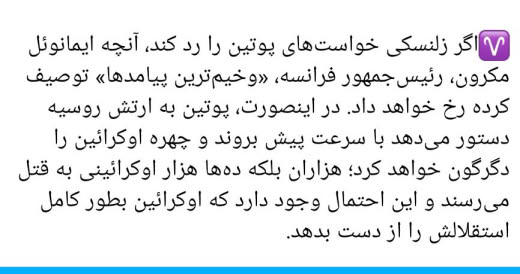 ♈اگر زلنسکی خواست‌های پوتین را رد کند، آنچه ایمانوئل
مکرون، رئیس‌جمهور فرانسه، «وخیم‌ترین پیامدها» توصیف
کرده رخ خواهد داد. در اینصورت، پوتین به ارتش روسیه
دستور می‌دهد با سرعت پیش بروند و چهره اوکرائین را
دگرگون خواهد کرد؛ هزاران بلکه ده‌ها هزار اوکرائینی به قتل
می‌رسند و این احتمال وجود دارد که اوکرائین بطور کامل
استقلالش را از دست بدهد.